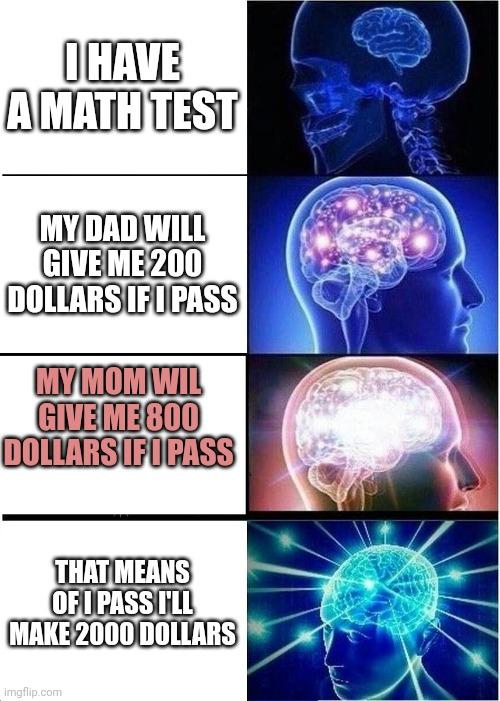 I HAVE
A MATH TEST
MY DAD WILL
GIVE ME 200
DOLLARS IF I PASS
MY MOM WIL
GIVE ME 800
DOLLARS IF I PASS
THAT MEANS
OF I PASS I'LL
MAKE 2000 DOLLARS
imgflip.com